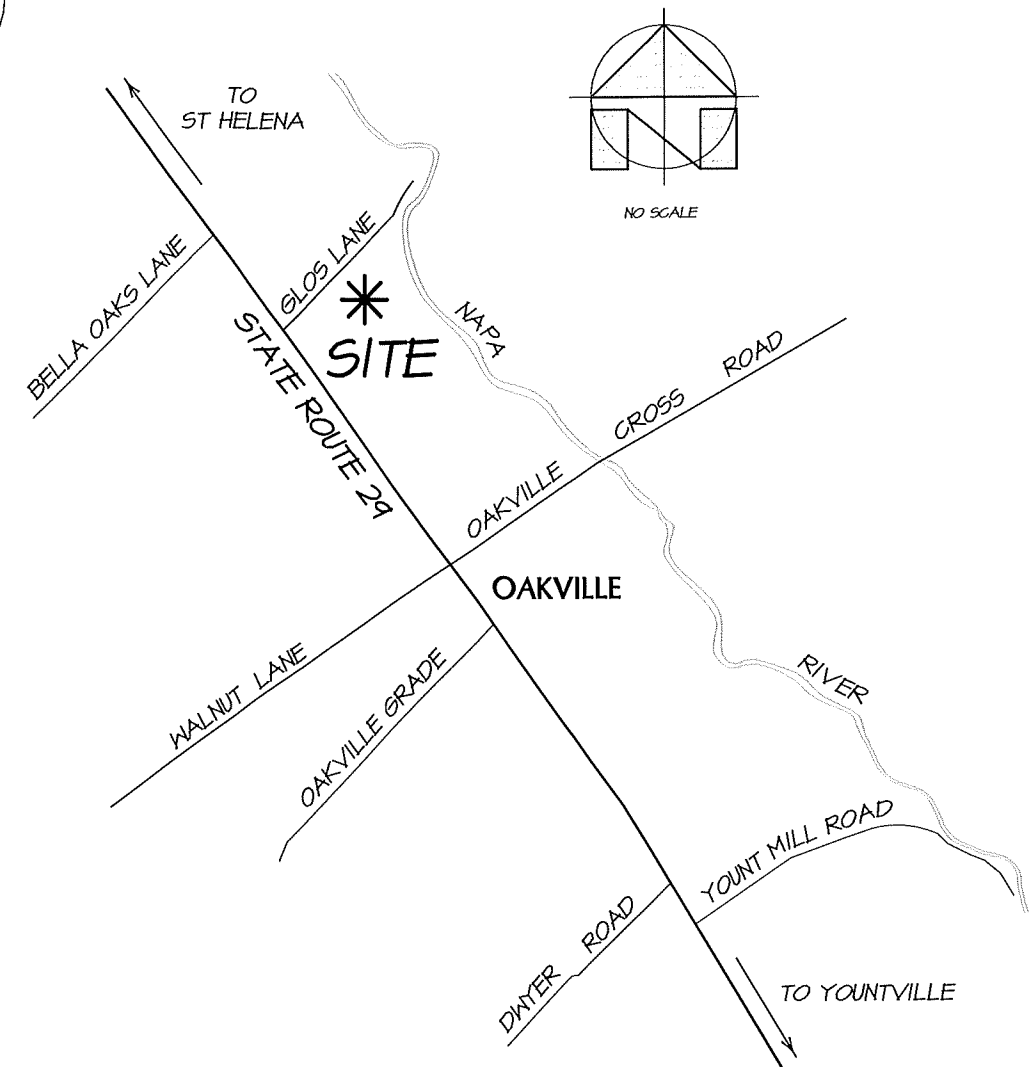 TO
ST HELENA
N
NO SCALE
BELLA OAKS LANE
GLOS LANE
SITE
STATE ROUTE 29
NAPA
OAKVILLE CROSS ROAD
OAKVILLE
WALNUT LANE
OAKVILLE GRADE
RIVER
YOUNT MILL ROAD
DWYER ROAD
TO YOUNTVILLE